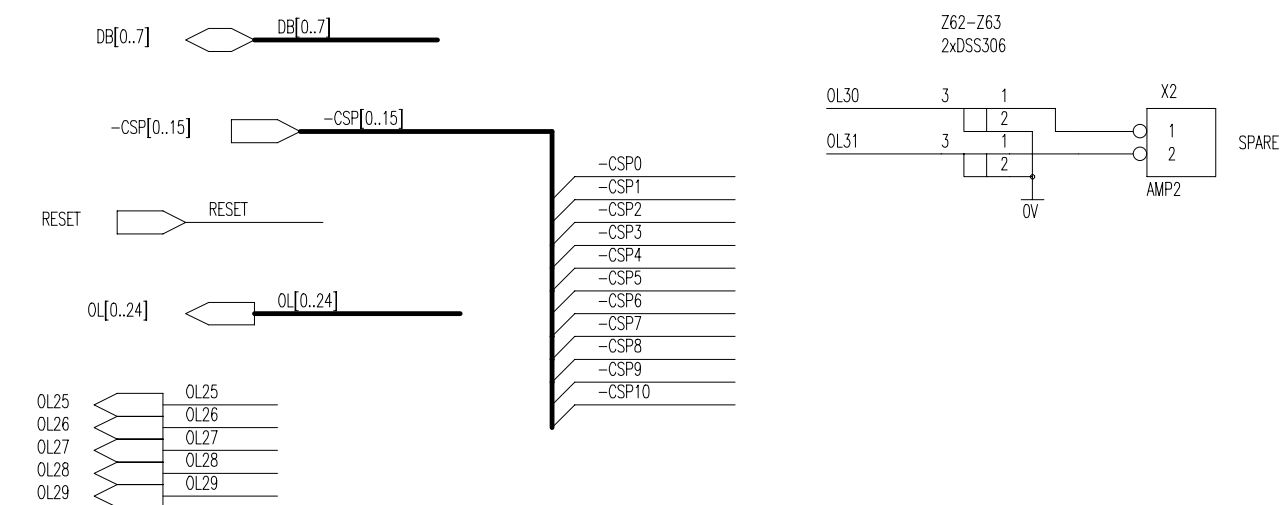 DB[0..7]
DB[0..7]
-CSP[0..15]
-CSP[0..15]
-CSP0
-CSP1
-CSP2
-CSP3
-CSP4
-CSP5
-CSP6
-CSP7
-CSP8
-CSP9
-CSP10
RESET
RESET
OL[0..24]
OL[0..24]
OL25
OL25
OL26
OL26
OL27
OL27
OL28
OL28
OL29
OL29
Z62-Z63
2xDSS306
OL30
3
1
2
OL31
3
1
2
0V
X2
1
2
AMP2
SPARE